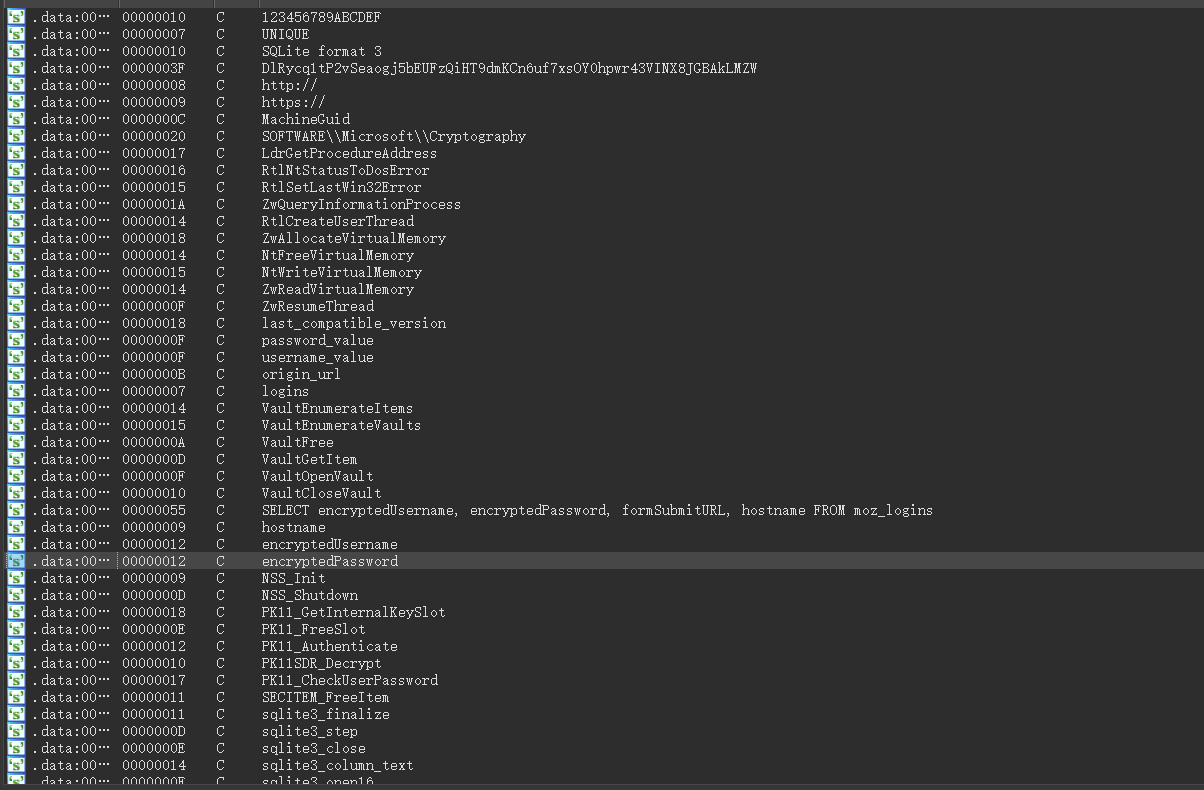 .data:00… 00000010 C 123456789ABCDEF
.data:00… 00000007 C UNIQUE
.data:00… 00000010 C SQLite format 3
.data:00… 0000003F C DlRycq1tP2vSeaogj5bEUFzQiHT9dmKCn6uf7xsOY0hpwr43VINX8JGBAkLMZW
.data:00… 00000008 C http://
.data:00… 00000009 C https://
.data:00… 0000000C C MachineGuid
.data:00… 00000020 C SOFTWARE\\Microsoft\\Cryptography
.data:00… 00000017 C LdrGetProcedureAddress
.data:00… 00000016 C RtlNtStatusToDosError
.data:00… 00000015 C RtlSetLastWin32Error
.data:00… 0000001A C ZwQueryInformationProcess
.data:00… 00000014 C RtlCreateUserThread
.data:00… 00000018 C ZwAllocateVirtualMemory
.data:00… 00000014 C NtFreeVirtualMemory
.data:00… 00000015 C NtWriteVirtualMemory
.data:00… 00000014 C ZwReadVirtualMemory
.data:00… 0000000F C ZwResumeThread
.data:00… 00000018 C last_compatible_version
.data:00… 0000000F C password_value
.data:00… 0000000F C username_value
.data:00… 0000000B C origin_url
.data:00… 00000007 C logins
.data:00… 00000014 C VaultEnumerateItems
.data:00… 00000015 C VaultEnumerateVaults
.data:00… 0000000A C VaultFree
.data:00… 0000000D C VaultGetItem
.data:00… 0000000F C VaultOpenVault
.data:00… 00000010 C VaultCloseVault
.data:00… 00000055 C SELECT encryptedUsername, encryptedPassword, formSubmitURL, hostname FROM moz_logins
.data:00… 00000009 C hostname
.data:00… 00000012 C encryptedUsername
.data:00… 00000012 C encryptedPassword
.data:00… 00000009 C NSS_Init
.data:00… 0000000D C NSS_Shutdown
.data:00… 00000018 C PK11_GetInternalKeySlot
.data:00… 0000000E C PK11_FreeSlot
.data:00… 00000012 C PK11_Authenticate
.data:00… 00000010 C PK11SDR_Decrypt
.data:00… 00000017 C PK11_CheckUserPassword
.data:00… 00000011 C SECITEM_FreeItem
.data:00… 00000011 C sqlite3_finalize
.data:00… 0000000D C sqlite3_step
.data:00… 0000000E C sqlite3_close
.data:00… 00000014 C sqlite3_column_text
.data:00… C sqlite3_open16